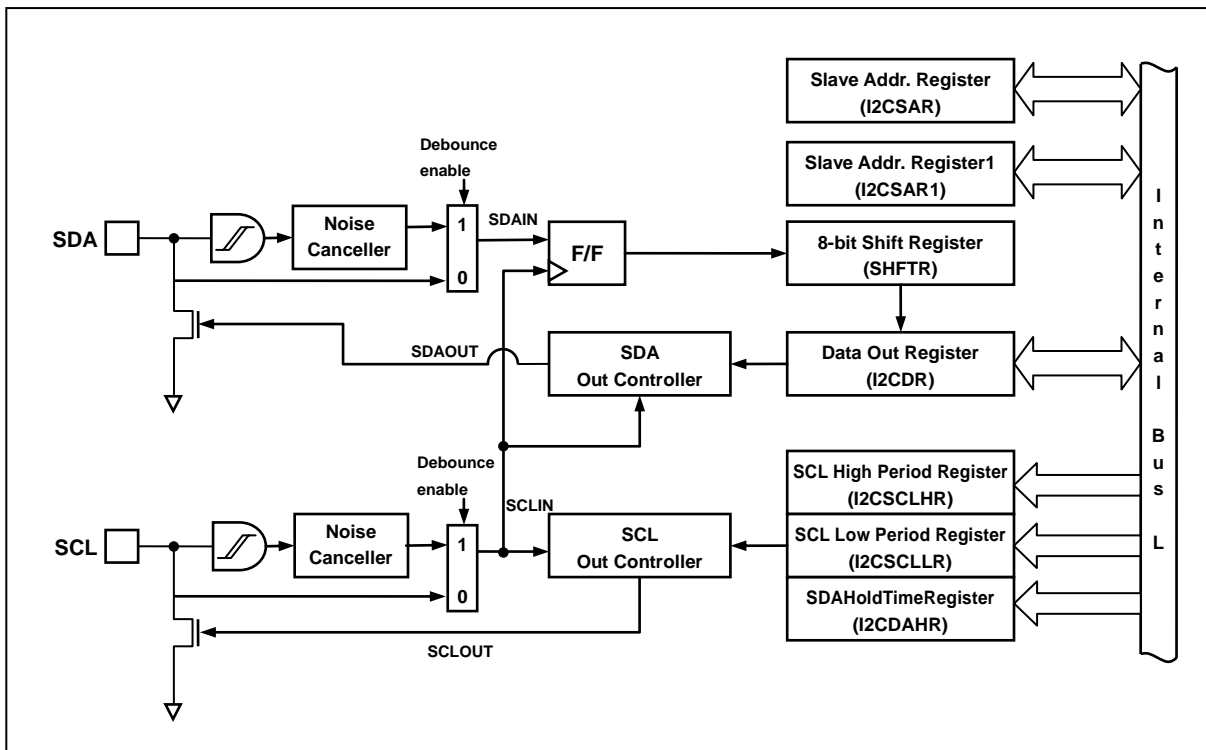 Slave Addr. Register
(I2CSAR)
Slave Addr. Register1
(I2CSAR1)
Debounce
enable
SDA
Noise
Canceller
1
0
SDAIN
F/F
8-bit Shift Register
(SHFTR)
SDAOUT
SDA
Out Controller
Data Out Register
(I2CDR)
Debounce
enable
SCL
Noise
Canceller
1
0
SCLIN
SCL
Out Controller
SCL High Period Register
(I2CSCLHR)
SCL Low Period Register
(I2CSCLLR)
SDAHoldTimeRegister
(I2CDAHR)
SCLOUT
Internal Bus L